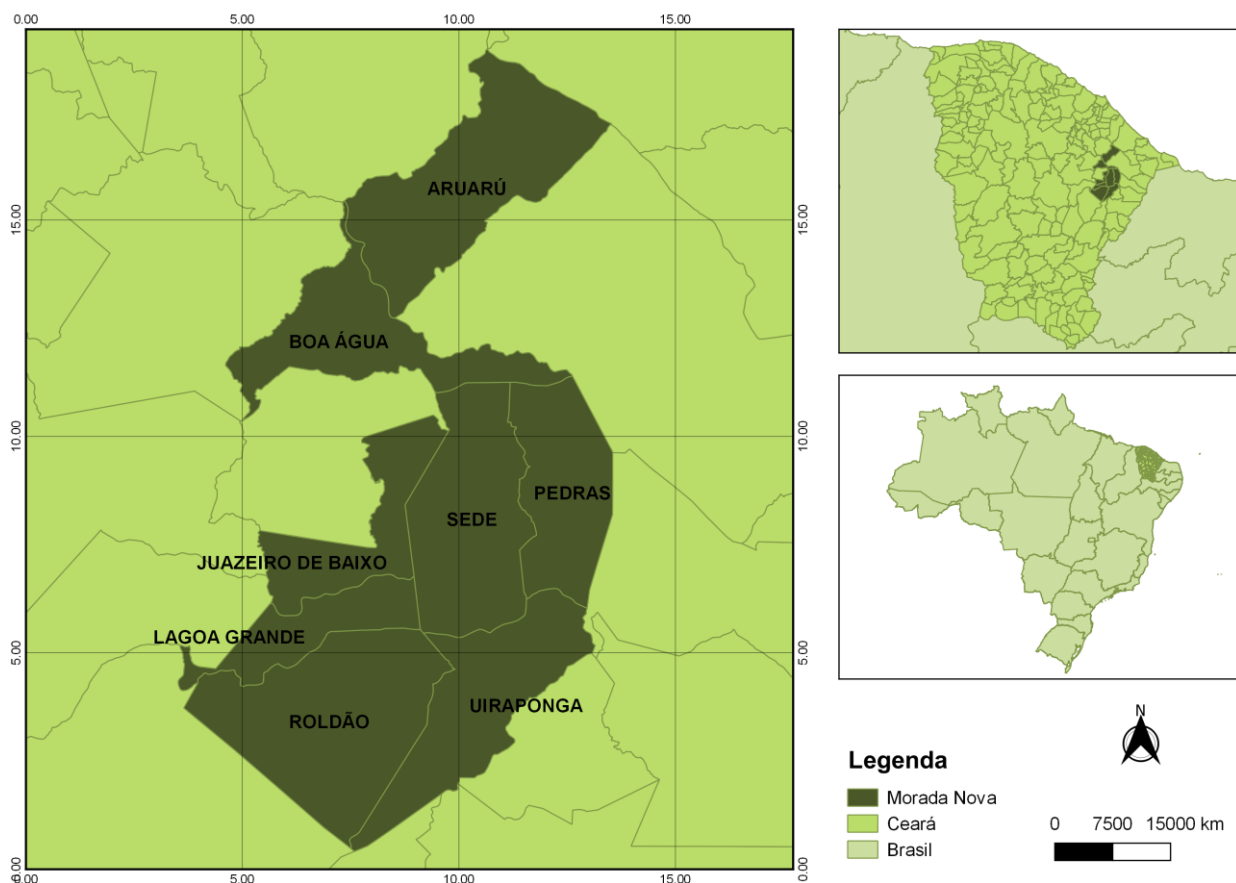 0.00 5.00 10.00 15.00
15.00 15.00
10.00 10.00
5.00 5.00
0.00 0.00
0.00 5.00 10.00 15.00
ARUARÚ
BOA ÁGUA
PEDRAS
SEDE
JUAZEIRO DE BAIXO
LAGOA GRANDE
UIRAPONGA
ROLDÃO
N
Legenda
Morada Nova
Ceará
Brasil
0 7500 15000 km